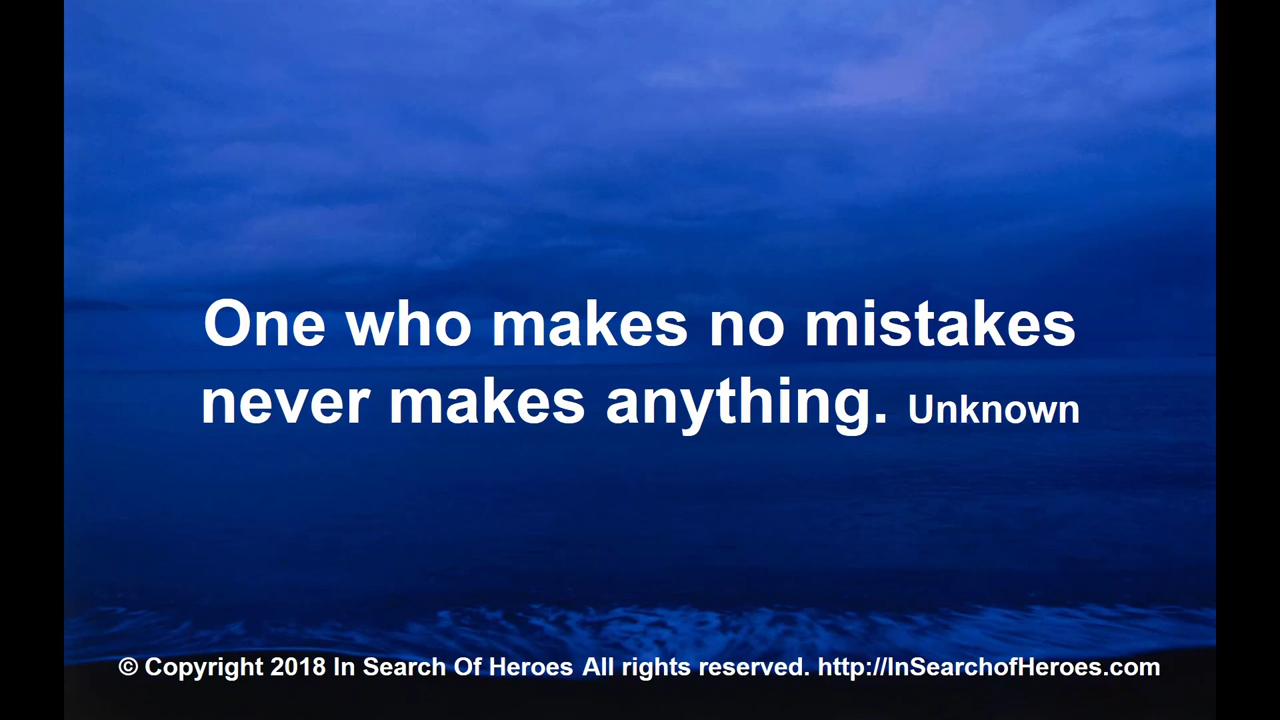 One who makes no mistakes
never makes anything. Unknown
© Copyright 2018 In Search Of Heroes All rights reserved. http://InSearchofHeroes.com